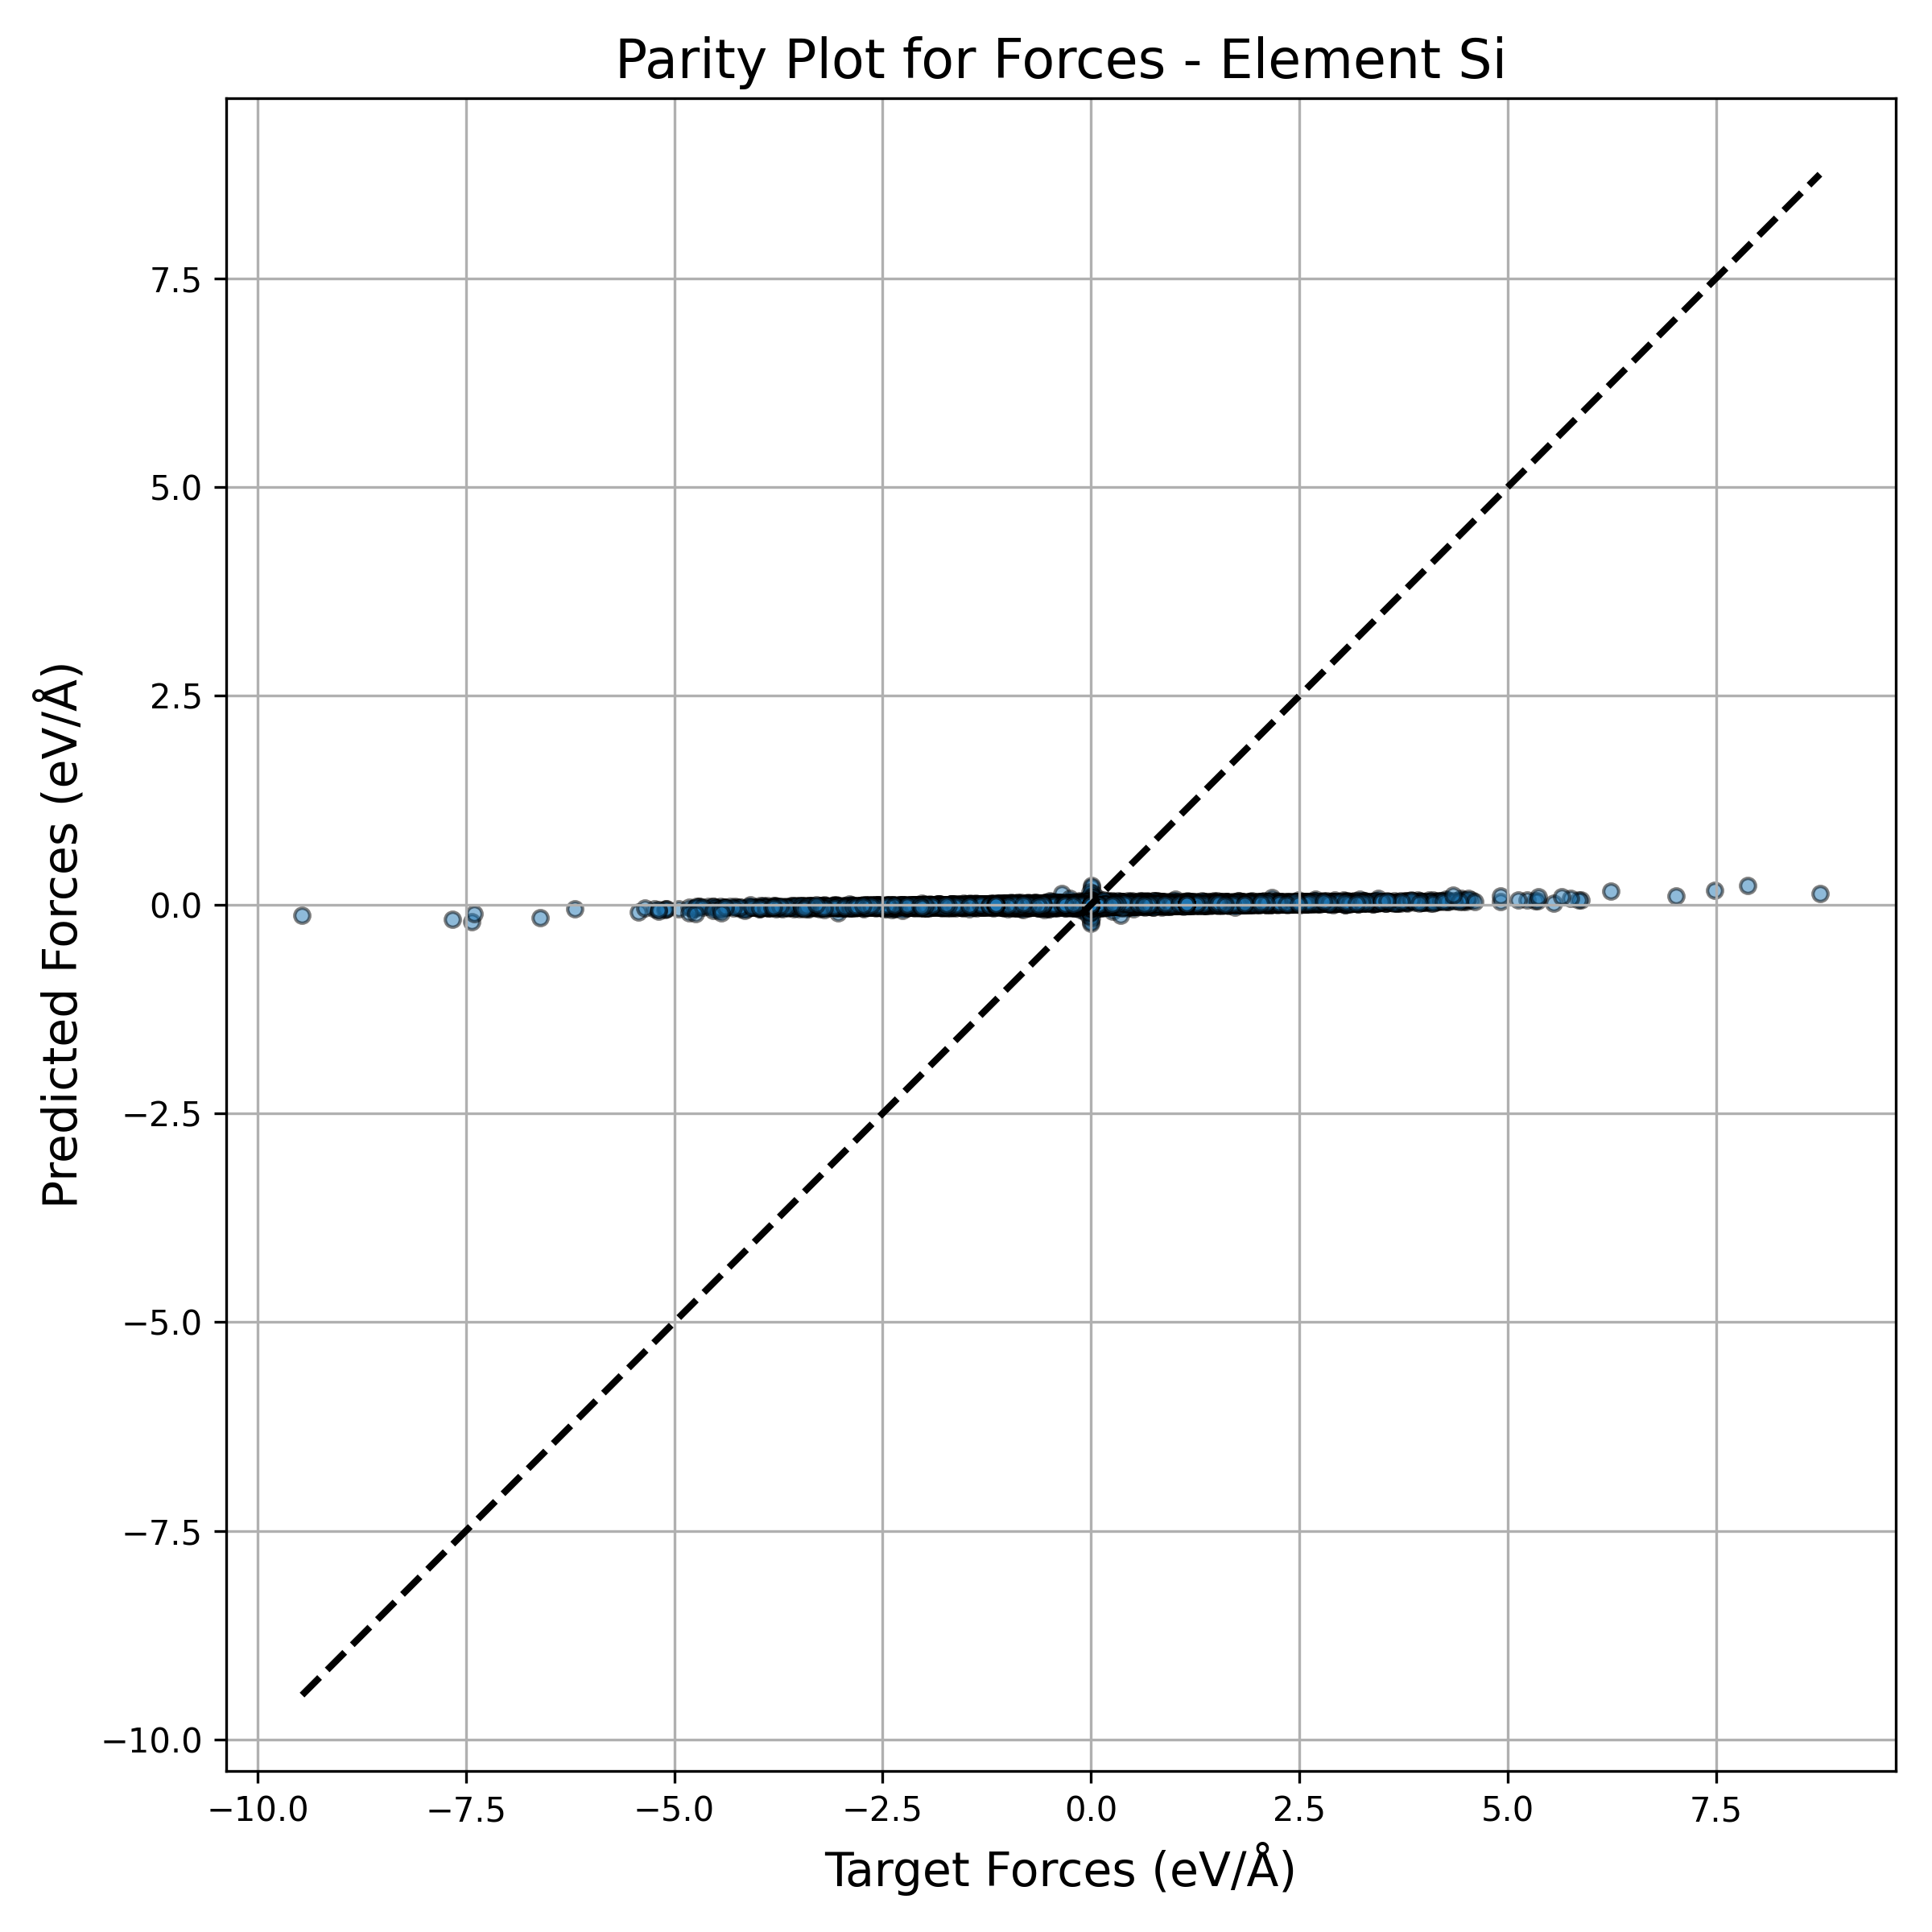 Parity Plot for Forces - Element Si
Predicted Forces (eV/Å)
7.5
5.0
2.5
0.0
−2.5
−5.0
−7.5
−10.0
−10.0 −7.5 −5.0 −2.5 0.0 2.5 5.0 7.5
Target Forces (eV/Å)